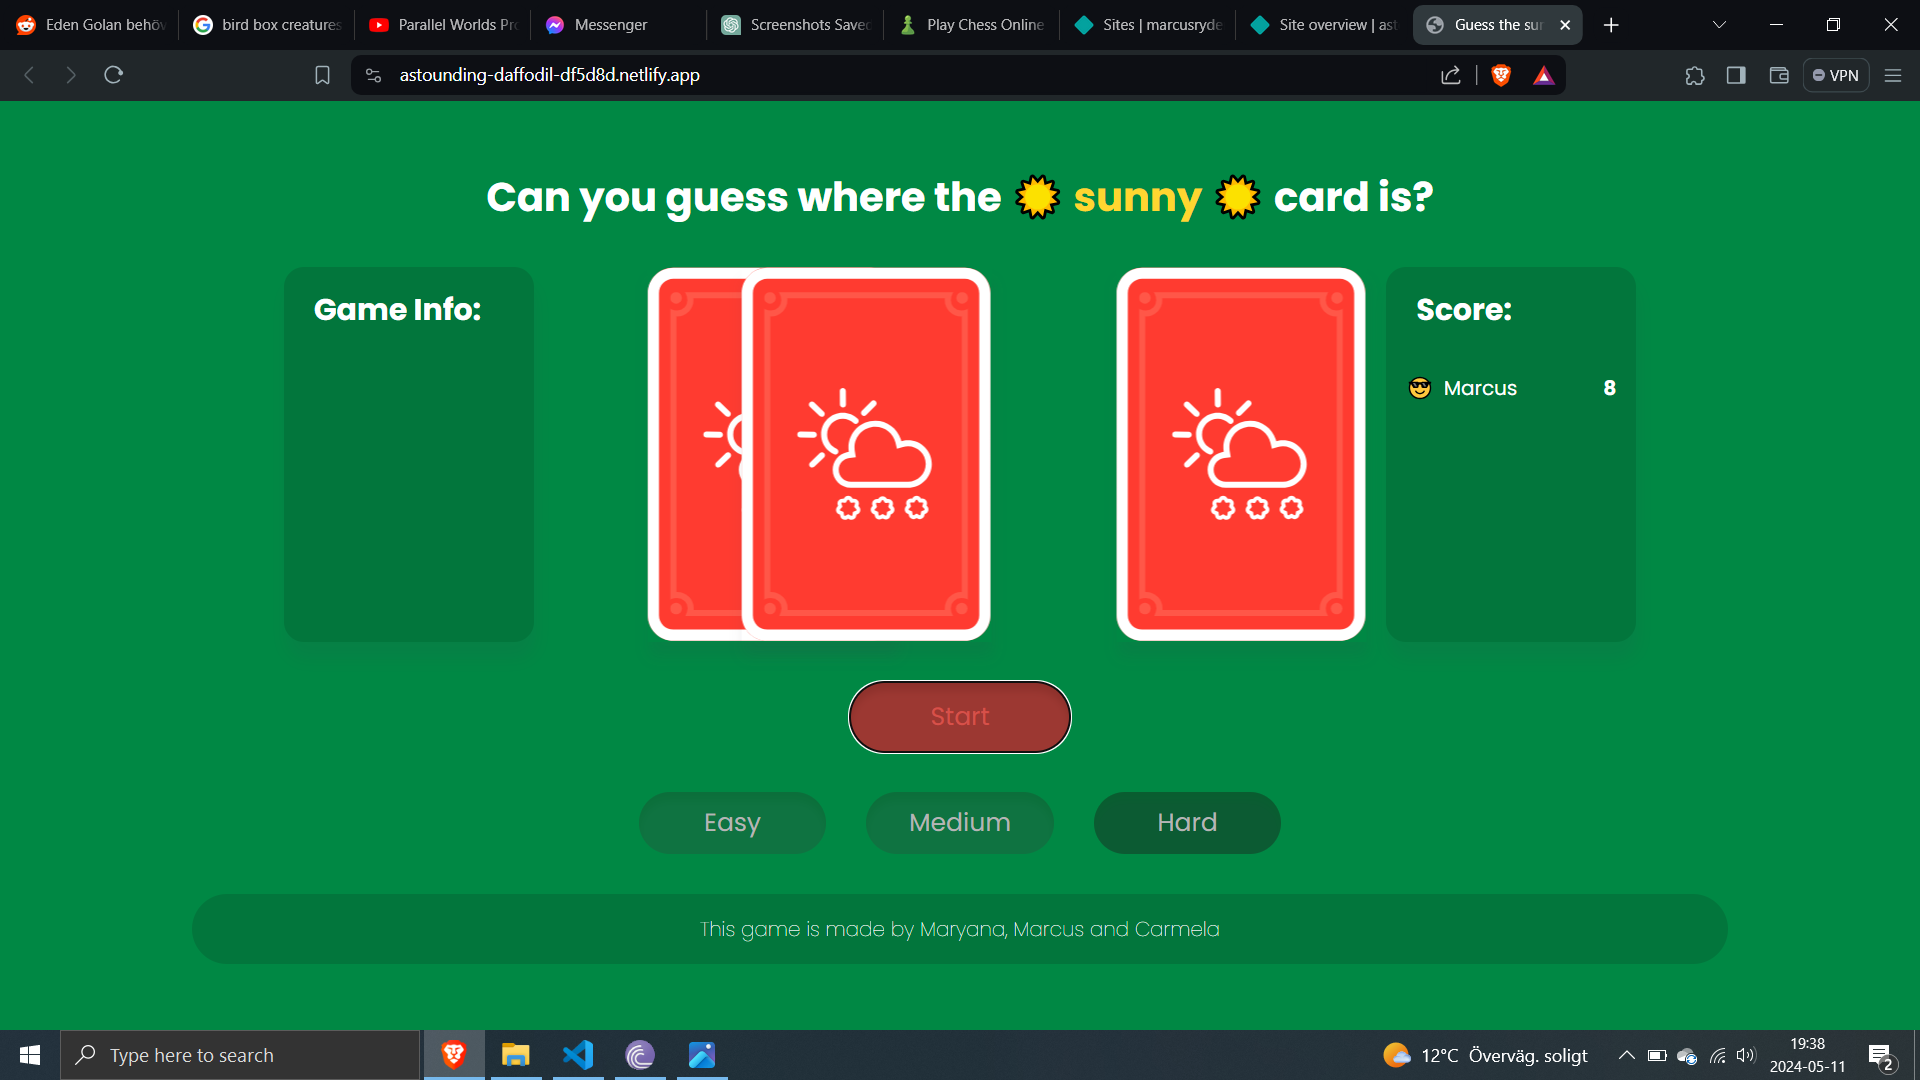 Eden Golan behöv
bird box creatures
Parallel Worlds Pro
Messenger
Screenshots Saved
Play Chess Online
Sites | marcusryde
Site overview | ast
Guess the sur
astounding-daffodil-df5d8d.netlify.app
VPN
Can you guess where the sunny card is?
Game Info:
Score:
Marcus 8
Start
Easy
Medium
Hard
This game is made by Maryana, Marcus and Carmela
Type here to search
12°C Överväg. soligt
19:38
2024-05-11
2